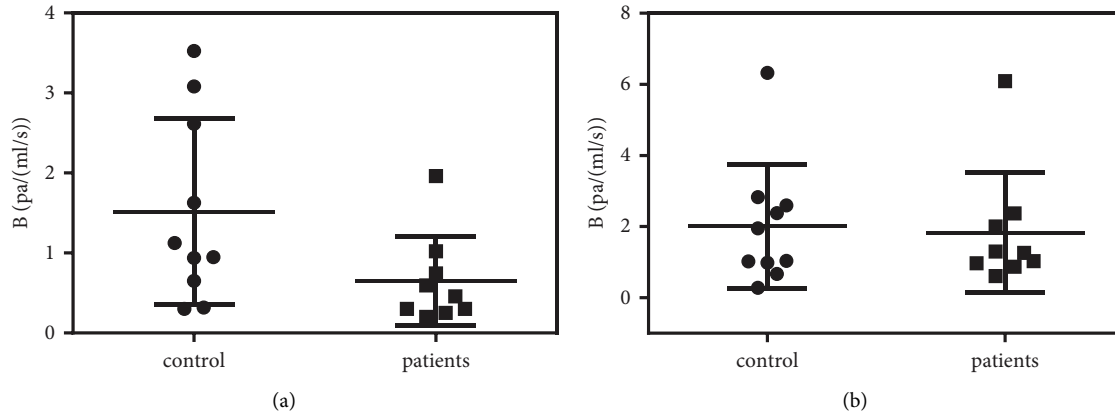 B (pa/(ml/s))
4
3
2
1
0
control
patients
(a)
B (pa/(ml/s))
8
6
4
2
0
control
patients
(b)